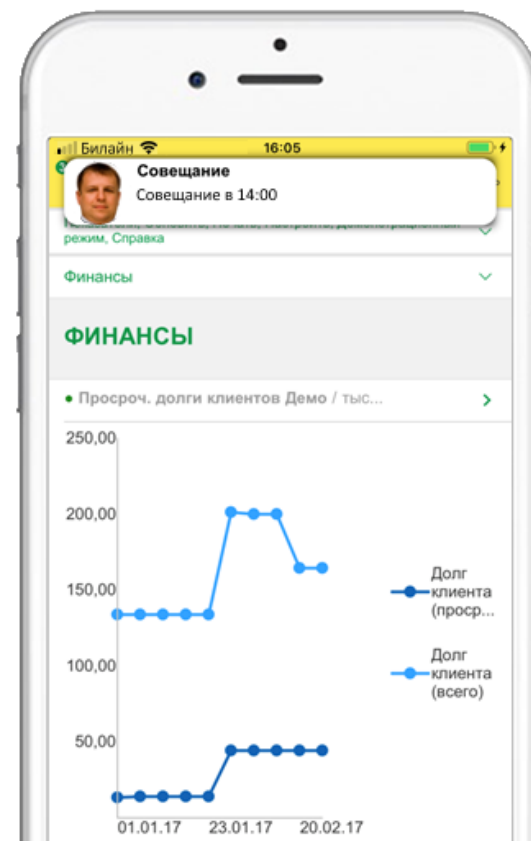 Билайн 16:05
Совещание
Совещание в 14:00
режим, Справка
Финансы
ФИНАНСЫ
• Просроч. долги клиентов Демо / тыс...
250,00
200,00
150,00
100,00
50,00
Долг
клиента
(проср...
Долг
клиента
(всего)
01.01.17 23.01.17 20.02.17